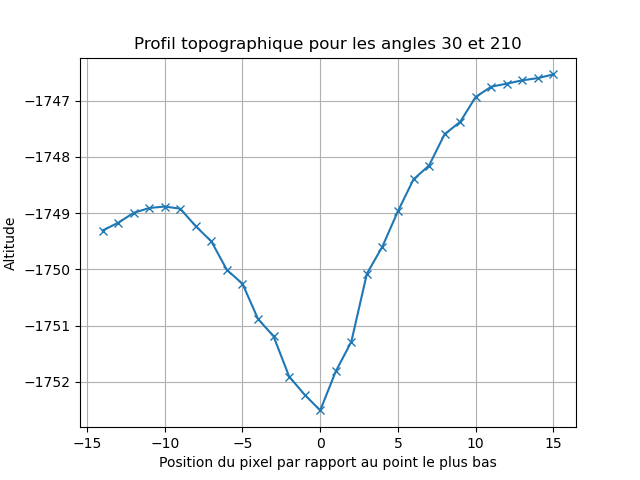 Profil topographique pour les angles 30 et 210
Altitude
−1747
−1748
−1749
−1750
−1751
−1752
−15 −10 −5 0 5 10 15
Position du pixel par rapport au point le plus bas